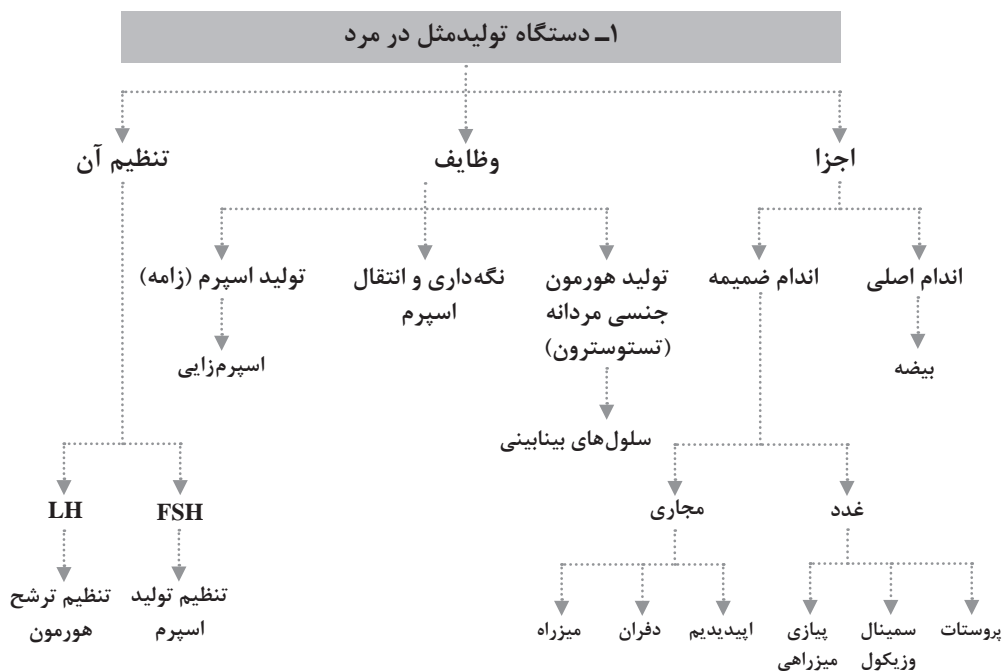 ۱ـ دستگاه تولیدمثل در مرد
اجزا
وظایف
تنظیم آن
اندام اصلی
اندام ضمیمه
تولید هورمون
جنسی مردانه
(تستوسترون)
نگه‌داری و انتقال
اسپرم
تولید اسپرم (زامه)
بیضه
اسپرم‌زایی
سلول‌های بینابینی
غدد
مجاری
FSH
LH
پروستات
سمینال
وزیکول
پیازی
میزراهی
اپیدیدیم
دفران
میزراه
تنظیم تولید
اسپرم
تنظیم ترشح
هورمون